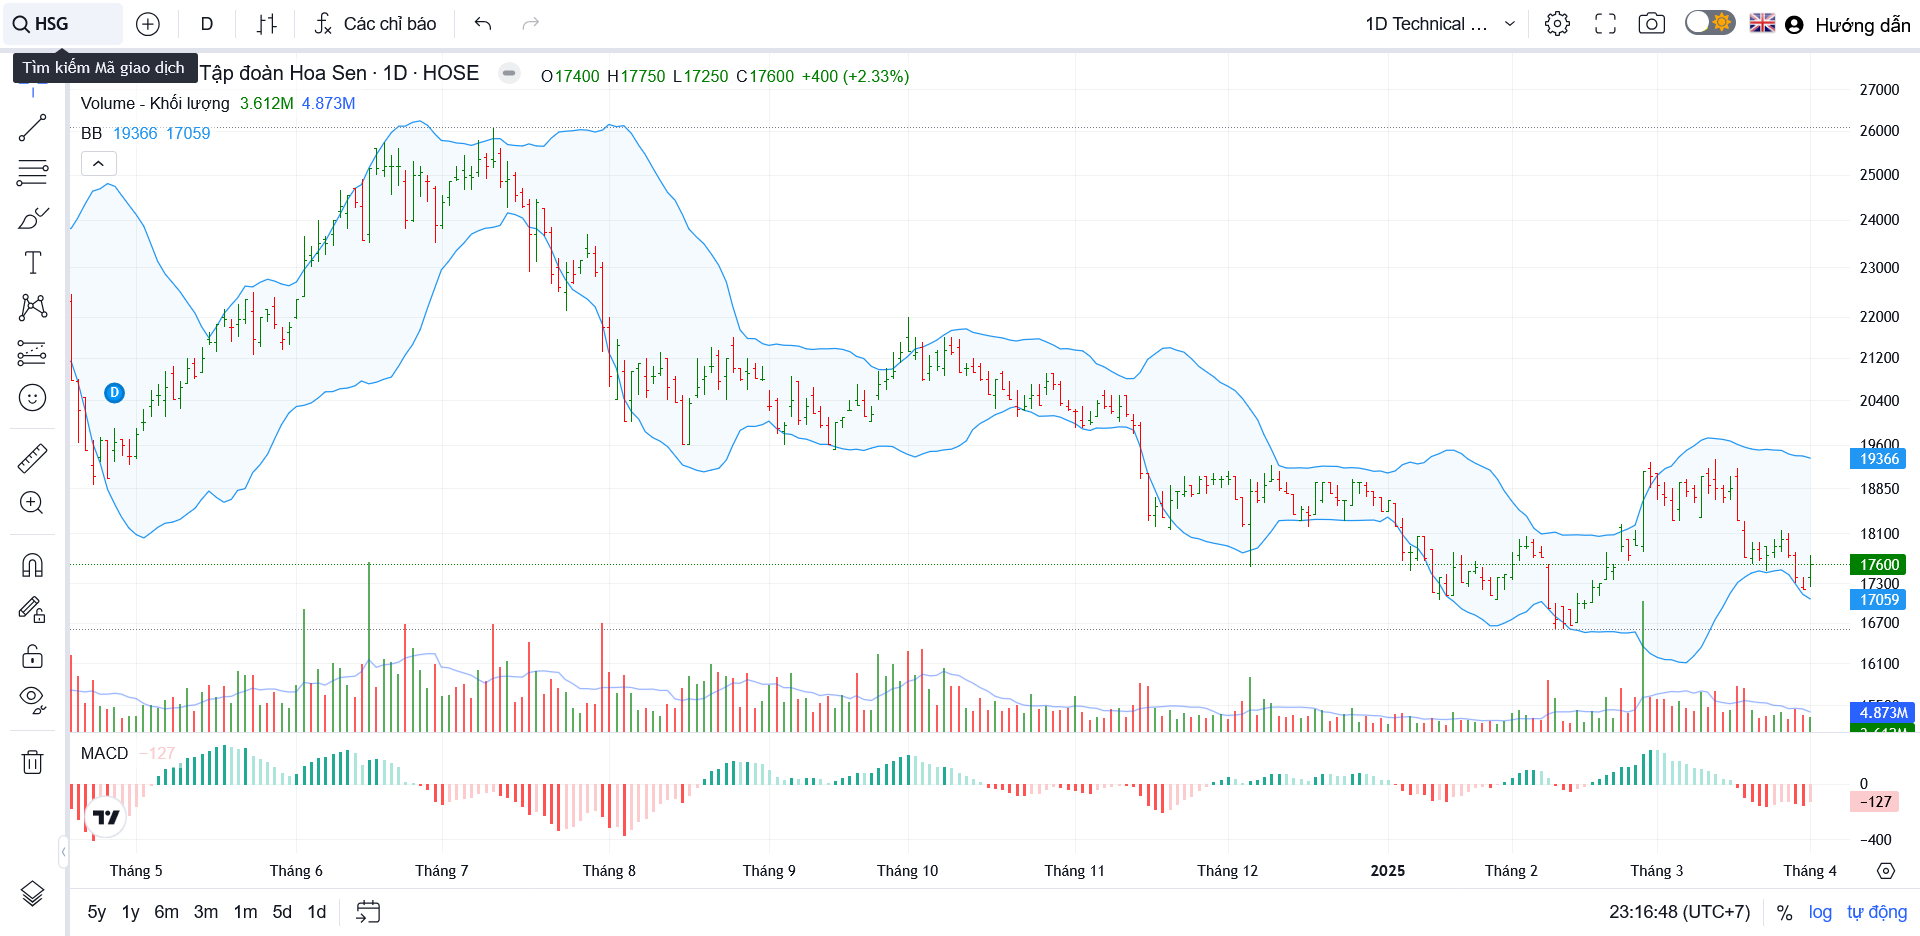 HSG
D
Các chỉ báo
1D Technical ...
Hướng dẫn
Tìm kiếm Mã giao dịch
Tập đoàn Hoa Sen · 1D · HOSE
O17400 H17750 L17250 C17600 +400 (+2.33%)
Volume - Khối lượng 3.612M 4.873M
BB 19366 17059
D
27000
26000
25000
24000
23000
22000
21200
20400
19600
19366
18850
18100
17600
17300
17059
16700
16100
4.873M
MACD −127
0
−127
−400
Tháng 5
Tháng 6
Tháng 7
Tháng 8
Tháng 9
Tháng 10
Tháng 11
Tháng 12
2025
Tháng 2
Tháng 3
Tháng 4
5y 1y 6m 3m 1m 5d 1d
23:16:48 (UTC+7) % log tự động